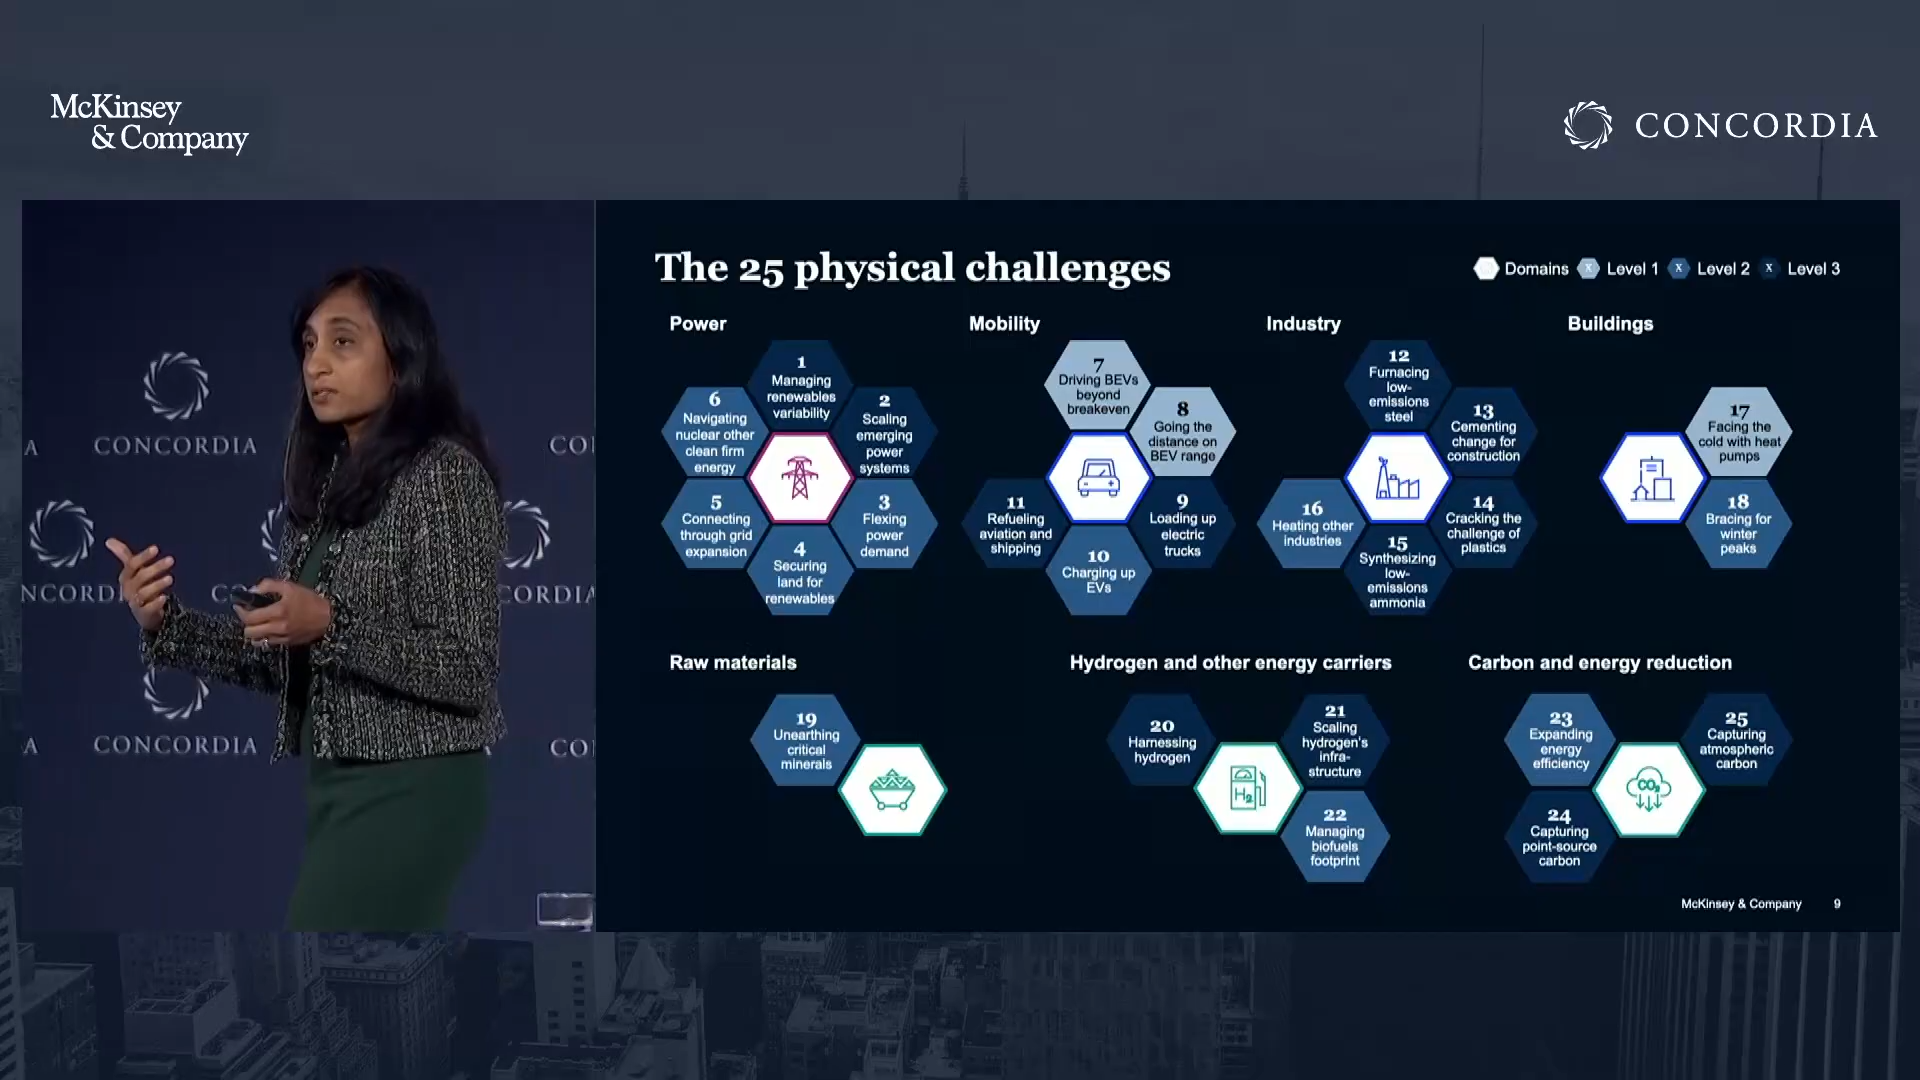 McKinsey
& Company
CONCORDIA
CONCORDIA
CO
A
NCORD
C
CORDIA
A
CONCORDIA
CO
The 25 physical challenges
Domains
x
Level 1
x
Level 2
x
Level 3
Power
1
Managing
renewables
variability
2
Scaling
emerging
power
systems
3
Flexing
power
demand
4
Securing
land for
renewables
5
Connecting
through grid
expansion
6
Navigating
nuclear other
clean firm
energy
Mobility
7
Driving BEVs
beyond
breakeven
8
Going the
distance on
BEV range
9
Loading up
electric
trucks
10
Charging up
EVs
11
Refueling
aviation and
shipping
Industry
12
Furnacing
low-
emissions
steel
13
Cementing
change for
construction
14
Cracking the
challenge of
plastics
15
Synthesizing
low-
emissions
ammonia
16
Heating other
industries
Buildings
17
Facing the
cold with heat
pumps
18
Bracing for
winter
peaks
Raw materials
19
Unearthing
critical
minerals
Hydrogen and other energy carriers
20
Harnessing
hydrogen
21
Scaling
hydrogen's
infra-
structure
22
Managing
biofuels
footprint
H₂
Carbon and energy reduction
23
Expanding
energy
efficiency
24
Capturing
point-source
carbon
25
Capturing
atmospheric
carbon
CO₂
McKinsey & Company 9